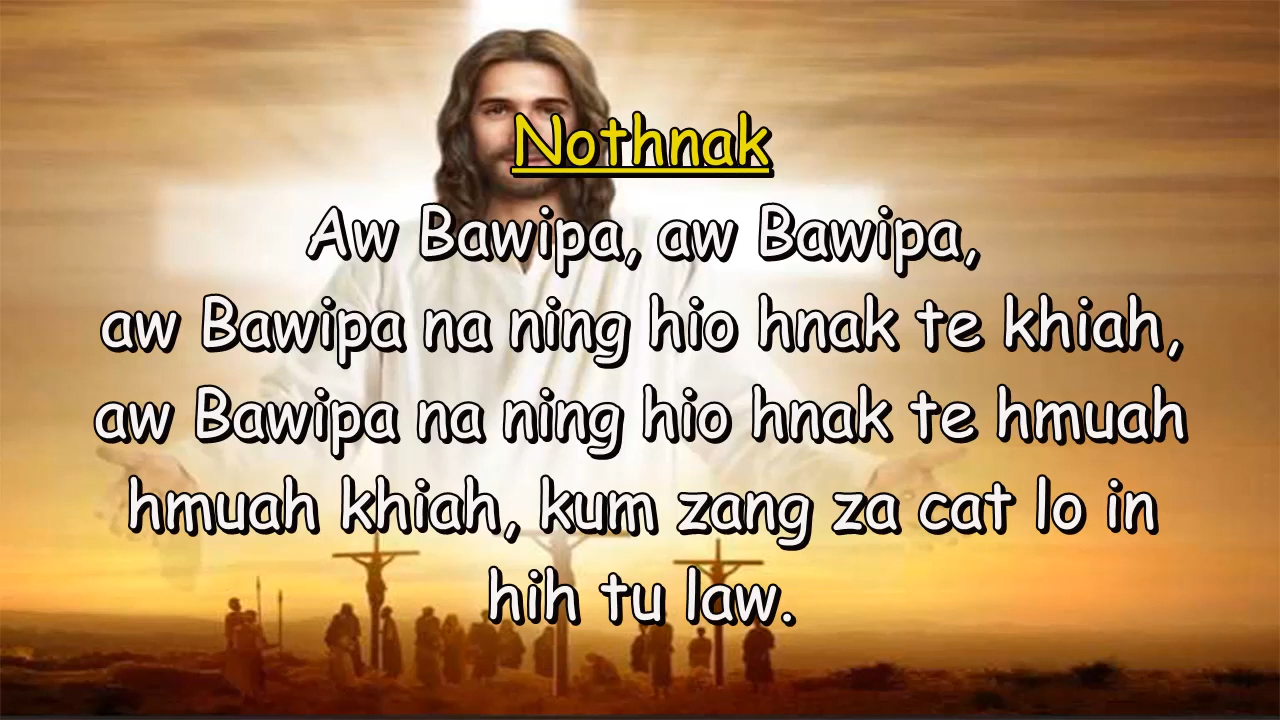 Nothnak
Aw Bawipa, aw Bawipa,
aw Bawipa na ning hio hnak te khiah,
aw Bawipa na ning hio hnak te hmuah
hmuah khiah, kum zang za cat lo in
hih tu law.